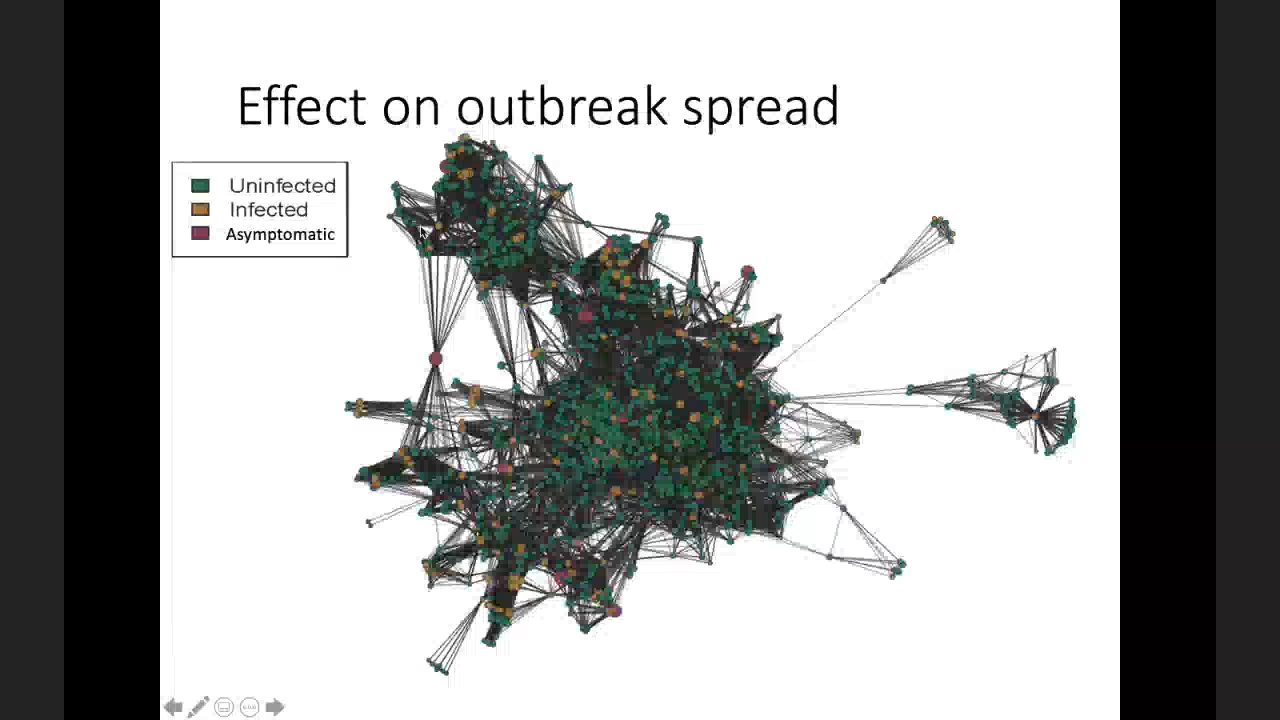 Effect on outbreak spread
Uninfected
Infected
Asymptomatic